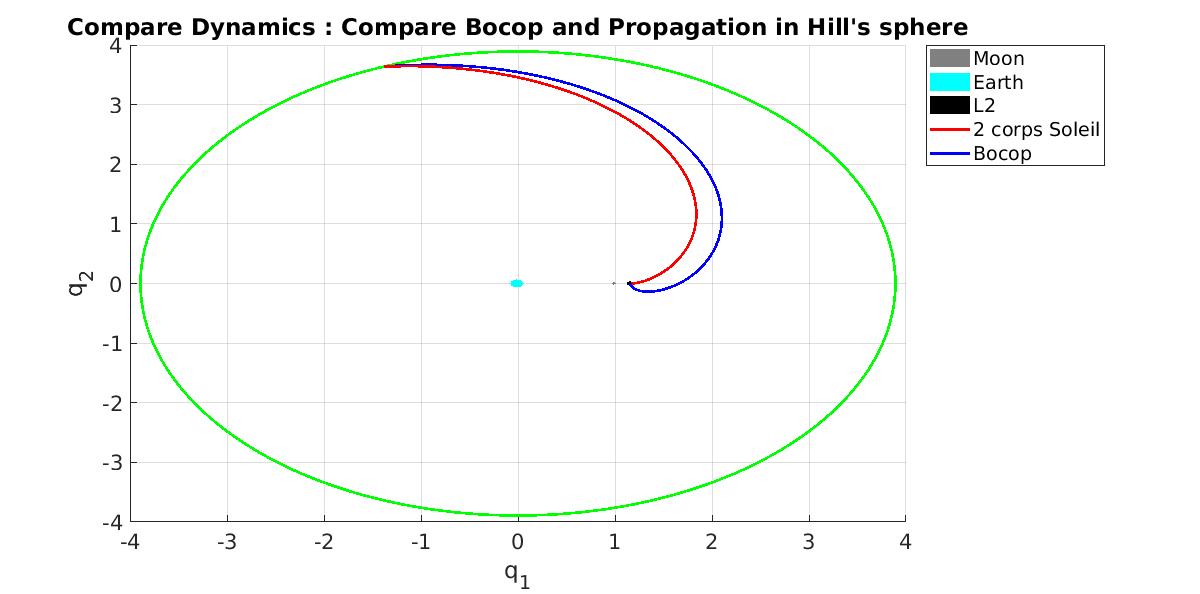 Compare Dynamics : Compare Bocop and Propagation in Hill's sphere
4
3
2
1
0
-1
-2
-3
-4
q2
-4
-3
-2
-1
0
1
2
3
4
q1
Moon
Earth
L2
2 corps Soleil
Bocop